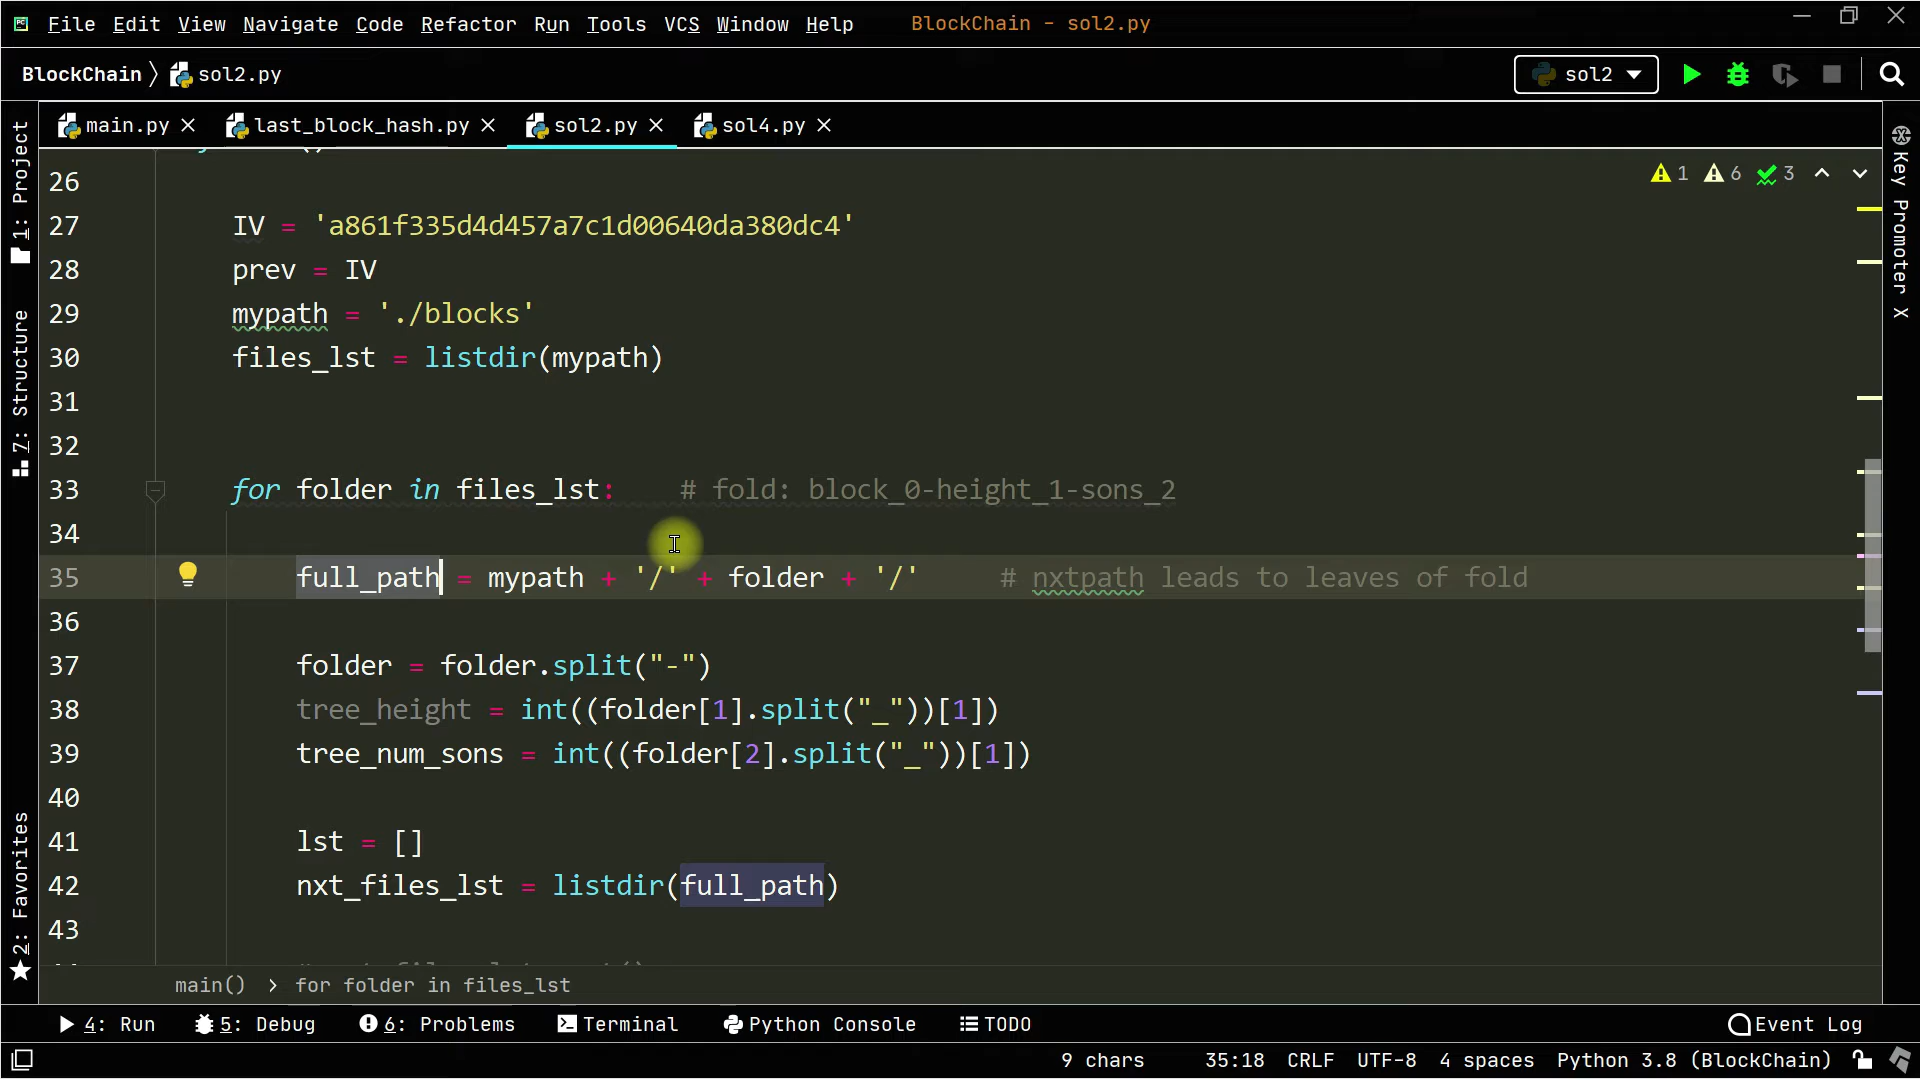 File Edit View Navigate Code Refactor Run Tools VCS Window Help BlockChain - sol2.py
BlockChain sol2.py sol2
main.py last_block_hash.py sol2.py sol4.py
1: Project
7: Structure
2: Favorites
Key Promoter X
1 6 3
26
27 IV = 'a861f335d4d457a7c1d00640da380dc4'
28 prev = IV
29 mypath = './blocks'
30 files_lst = listdir(mypath)
31
32
33 for folder in files_lst: # fold: block_0-height_1-sons_2
34
35 full_path = mypath + '/' + folder + '/' # nxtpath leads to leaves of fold
36
37 folder = folder.split("-")
38 tree_height = int((folder[1].split("_"))[1])
39 tree_num_sons = int((folder[2].split("_"))[1])
40
41 lst = []
42 nxt_files_lst = listdir(full_path)
43
main() > for folder in files_lst
4: Run 5: Debug 6: Problems Terminal Python Console TODO Event Log
9 chars 35:18 CRLF UTF-8 4 spaces Python 3.8 (BlockChain)